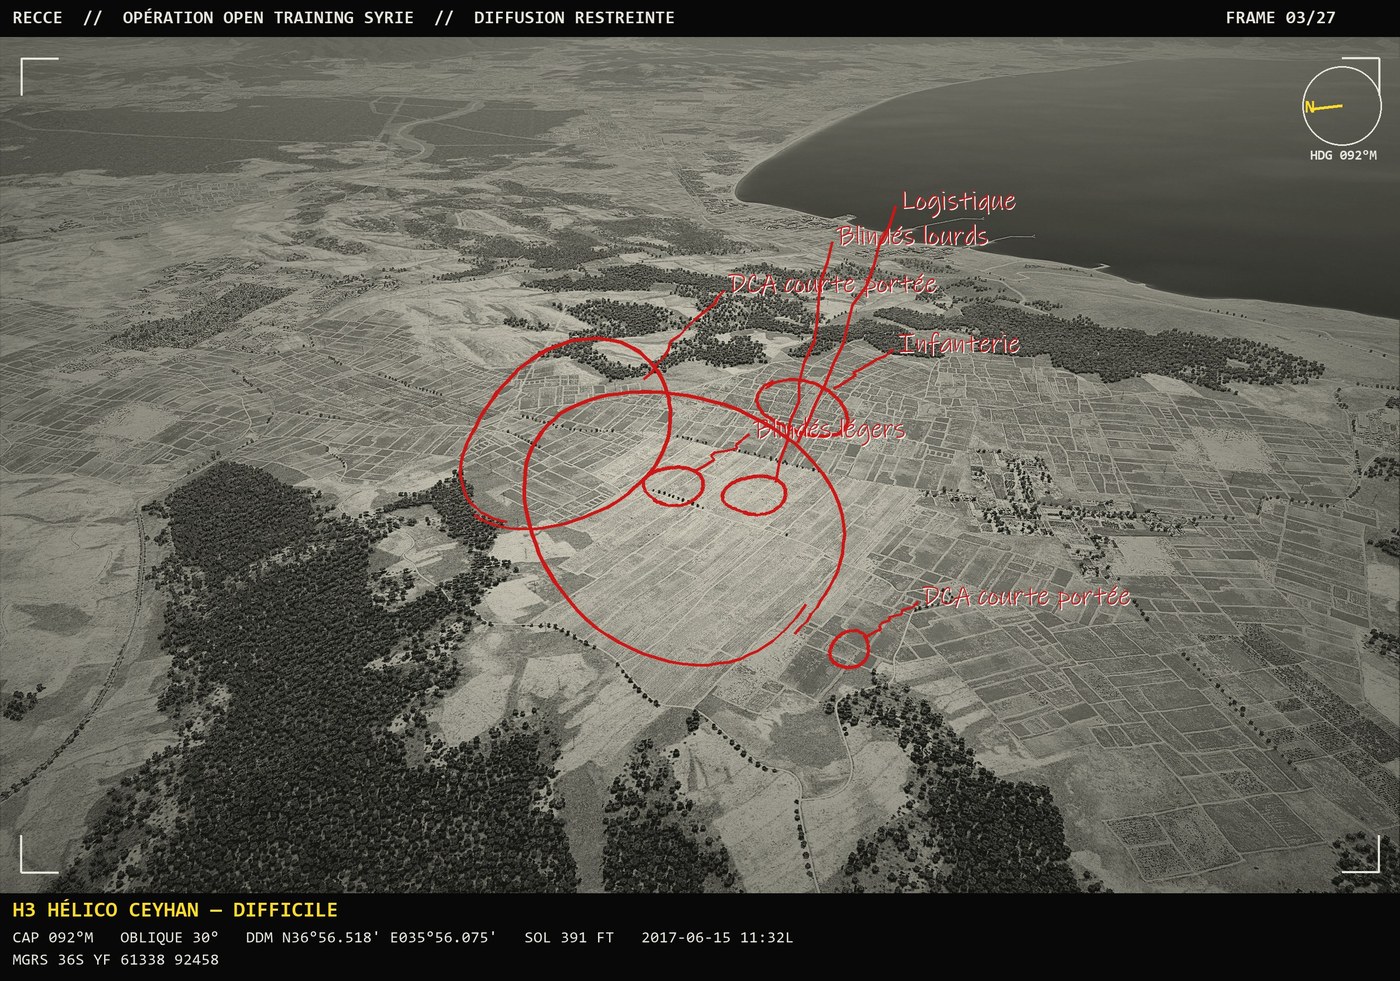 RECCE // OPÉRATION OPEN TRAINING SYRIE // DIFFUSION RESTREINTE FRAME 03/27
N
HDG 092°M
Logistique
Blindés lourds
DCA courte portée
Infanterie
Blindés légers
DCA courte portée
H3 HÉLICO CEYHAN — DIFFICILE
CAP 092°M OBLIQUE 30° DDM N36°56.518' E035°56.075' SOL 391 FT 2017-06-15 11:32L
MGRS 36S YF 61338 92458